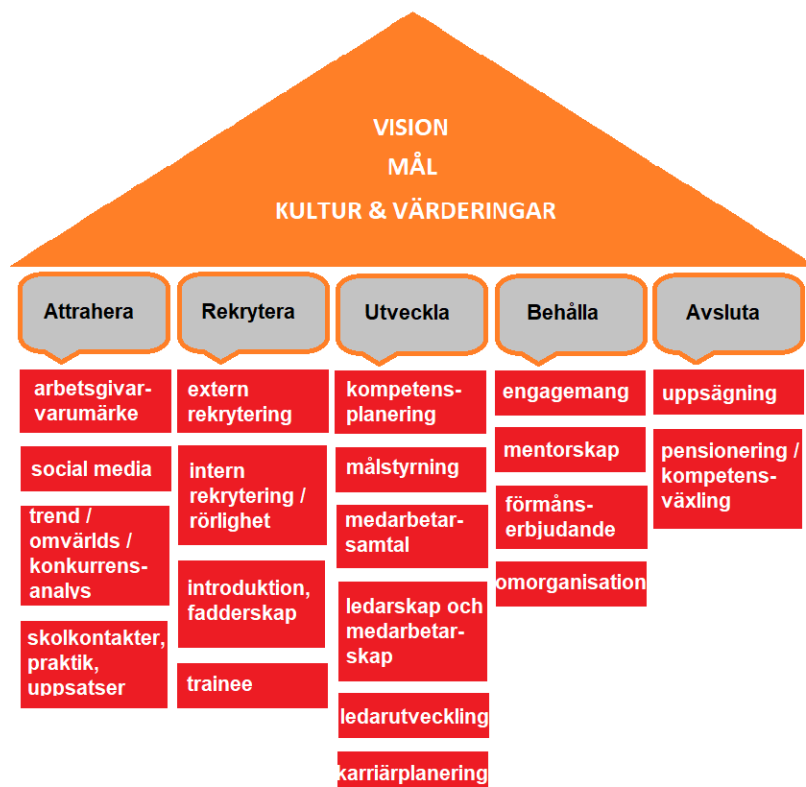 VISION
MÅL
KULTUR & VÄRDERINGAR
Attrahera
Rekrytera
Utveckla
Behålla
Avsluta
arbetsgivar-
varumärke
social media
trend /
omvärlds /
konkurrens-
analys
skolkontakter,
praktik,
uppsatser
extern
rekrytering
intern
rekrytering /
rörlighet
introduktion,
fadderskap
trainee
kompetens-
planering
målstyrning
medarbetar-
samtal
ledarskap och
medarbetar-
skap
ledarutveckling
karriärplanering
engagemang
mentorskap
förmåns-
erbjudande
omorganisation
uppsägning
pensionering /
kompetens-
växling